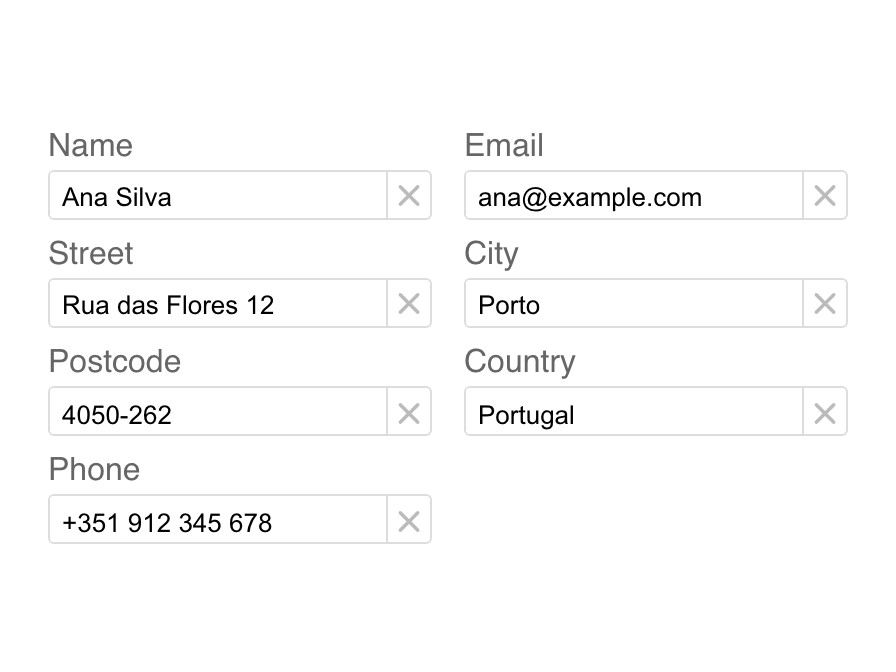 Name
Ana Silva
Email
ana@example.com
Street
Rua das Flores 12
City
Porto
Postcode
4050-262
Country
Portugal
Phone
+351 912 345 678